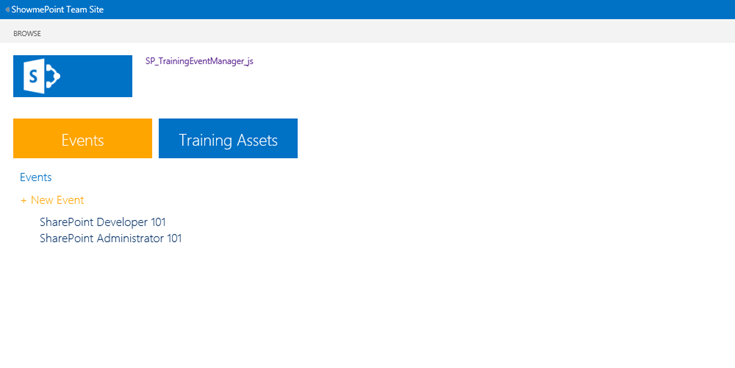 ShowmePoint Team Site
BROWSE
S
SP_TrainingEventManager_js
Events
Training Assets
Events
+ New Event
SharePoint Developer 101
SharePoint Administrator 101